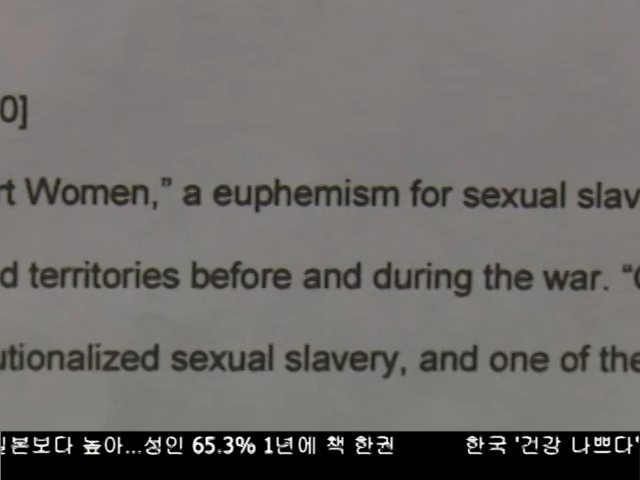 0]
rt Women,” a euphemism for sexual slav
d territories before and during the war. “
utionalized sexual slavery, and one of the
일본보다 높아...성인 65.3% 1년에 책 한권 한국 '건강 나쁘다'